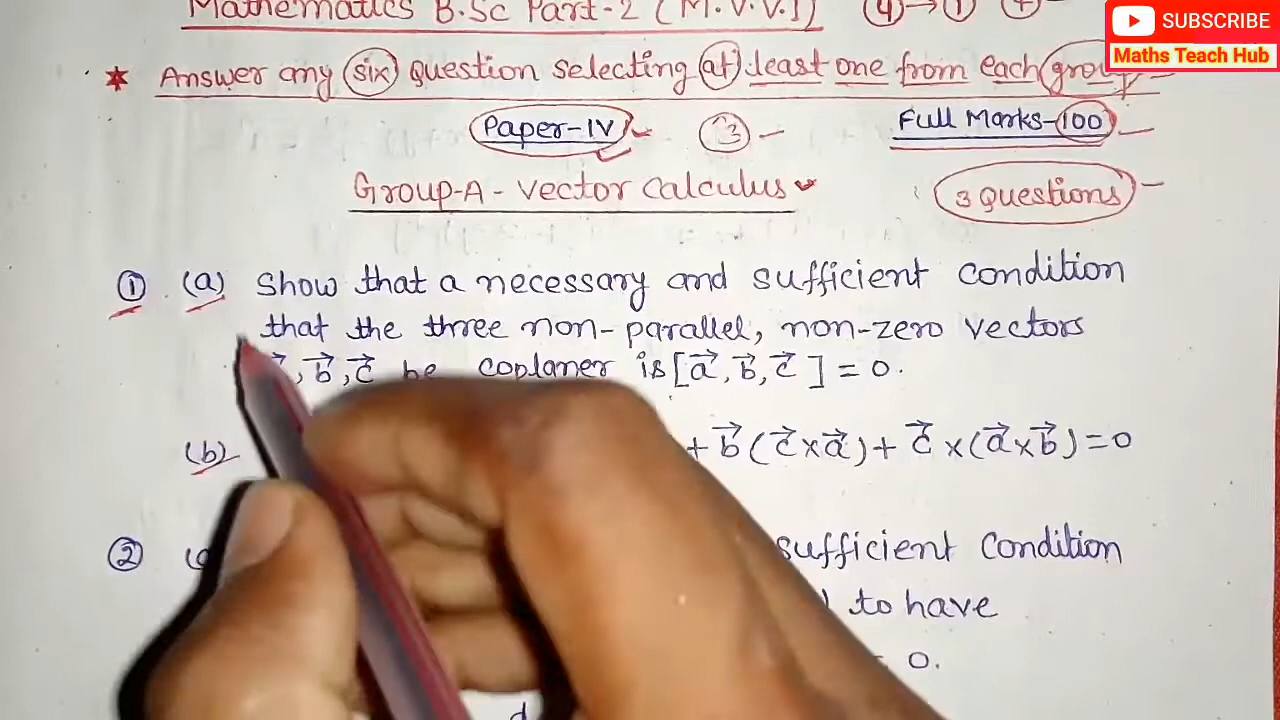 Mathematics B.Sc Part-2 (M.V.V.I) ④→①
SUBSCRIBE
Maths Teach Hub
* Answer any six Question selecting at least one from each group
Paper-IV 3 Full Marks-100
Group-A - Vector Calculus 3 Questions
① (a) Show that a necessary and sufficient condition
that the three non-parallel, non-zero vectors
, b⃗, c⃗ be coplaner is [a⃗, b⃗, c⃗] = 0.
(b) + b⃗ (c⃗×a⃗) + c⃗ ×(a⃗×b⃗) = 0
② sufficient Condition
to have
0.
d